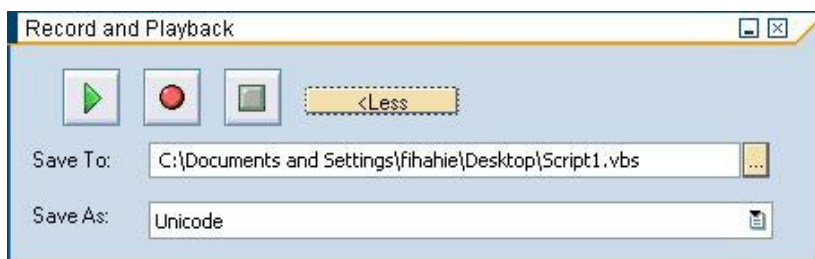 Record and Playback
<Less
Save To: C:\Documents and Settings\fihahie\Desktop\Script1.vbs ...
Save As: Unicode